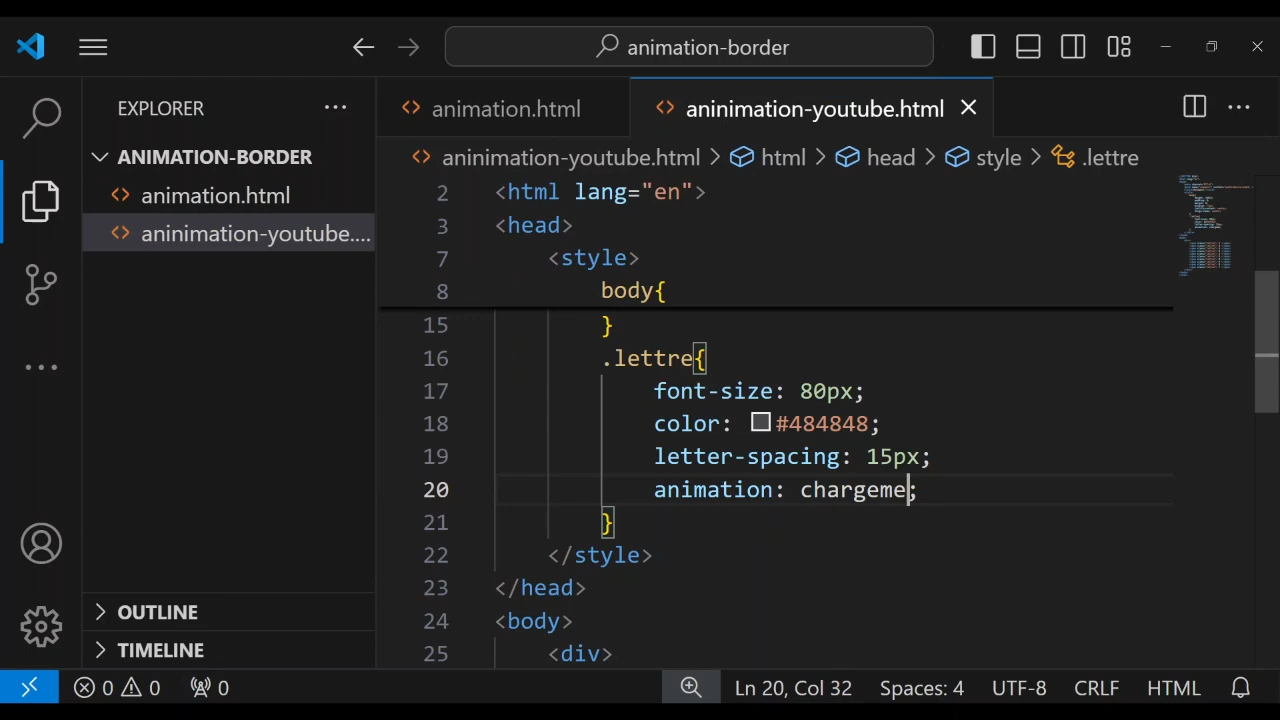 animation-border
EXPLORER
ANIMATION-BORDER
animation.html
aninimation-youtube....
OUTLINE
TIMELINE
animation.html
aninimation-youtube.html
aninimation-youtube.html > html > head > style > .lettre
2 <html lang="en">
3 <head>
7 <style>
8 body{
15 }
16 .lettre{
17 font-size: 80px;
18 color: #484848;
19 letter-spacing: 15px;
20 animation: chargeme;
21 }
22 </style>
23 </head>
24 <body>
25 <div>
0 0 0 Ln 20, Col 32 Spaces: 4 UTF-8 CRLF HTML